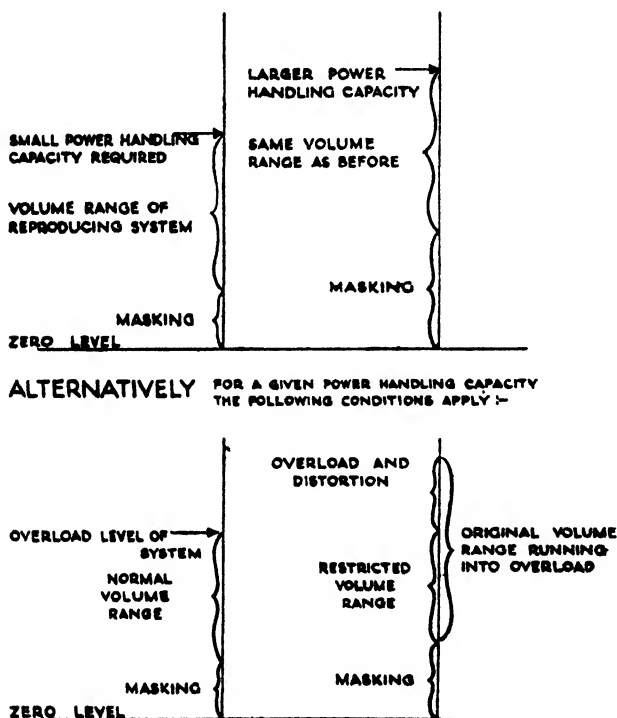 LARGER POWER
HANDLING CAPACITY
SMALL POWER HANDLING
CAPACITY REQUIRED
SAME VOLUME
RANGE AS BEFORE
VOLUME RANGE OF
REPRODUCING SYSTEM
MASKING
MASKING
ZERO LEVEL
ALTERNATIVELY FOR A GIVEN POWER HANDLING CAPACITY
THE FOLLOWING CONDITIONS APPLY :-
OVERLOAD AND
DISTORTION
OVERLOAD LEVEL OF
SYSTEM
ORIGINAL VOLUME
RANGE RUNNING
INTO OVERLOAD
NORMAL
VOLUME
RANGE
RESTRICTED
VOLUME
RANGE
MASKING
MASKING
ZERO LEVEL